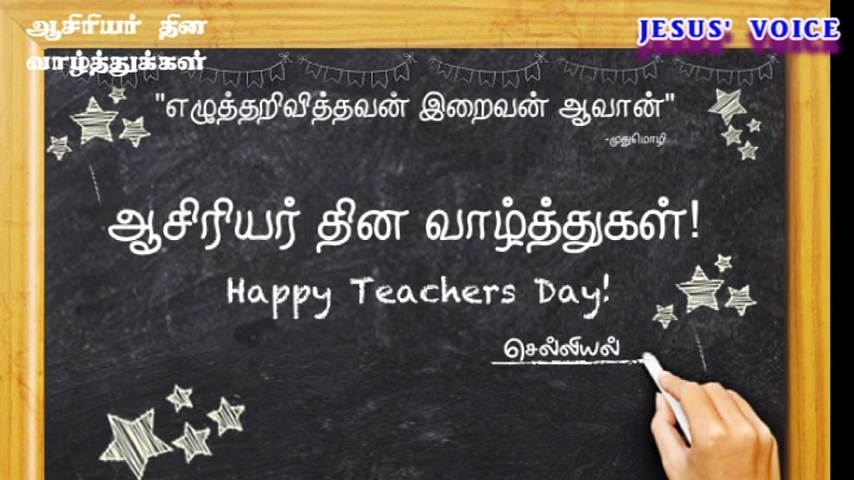 ஆசிரியர் தின
வாழ்த்துக்கள்
JESUS' VOICE
"எழுத்தறிவித்தவன் இறைவன் ஆவான்"
-முதுமொழி
ஆசிரியர் தின வாழ்த்துகள்!
Happy Teachers Day!
செல்லியல்